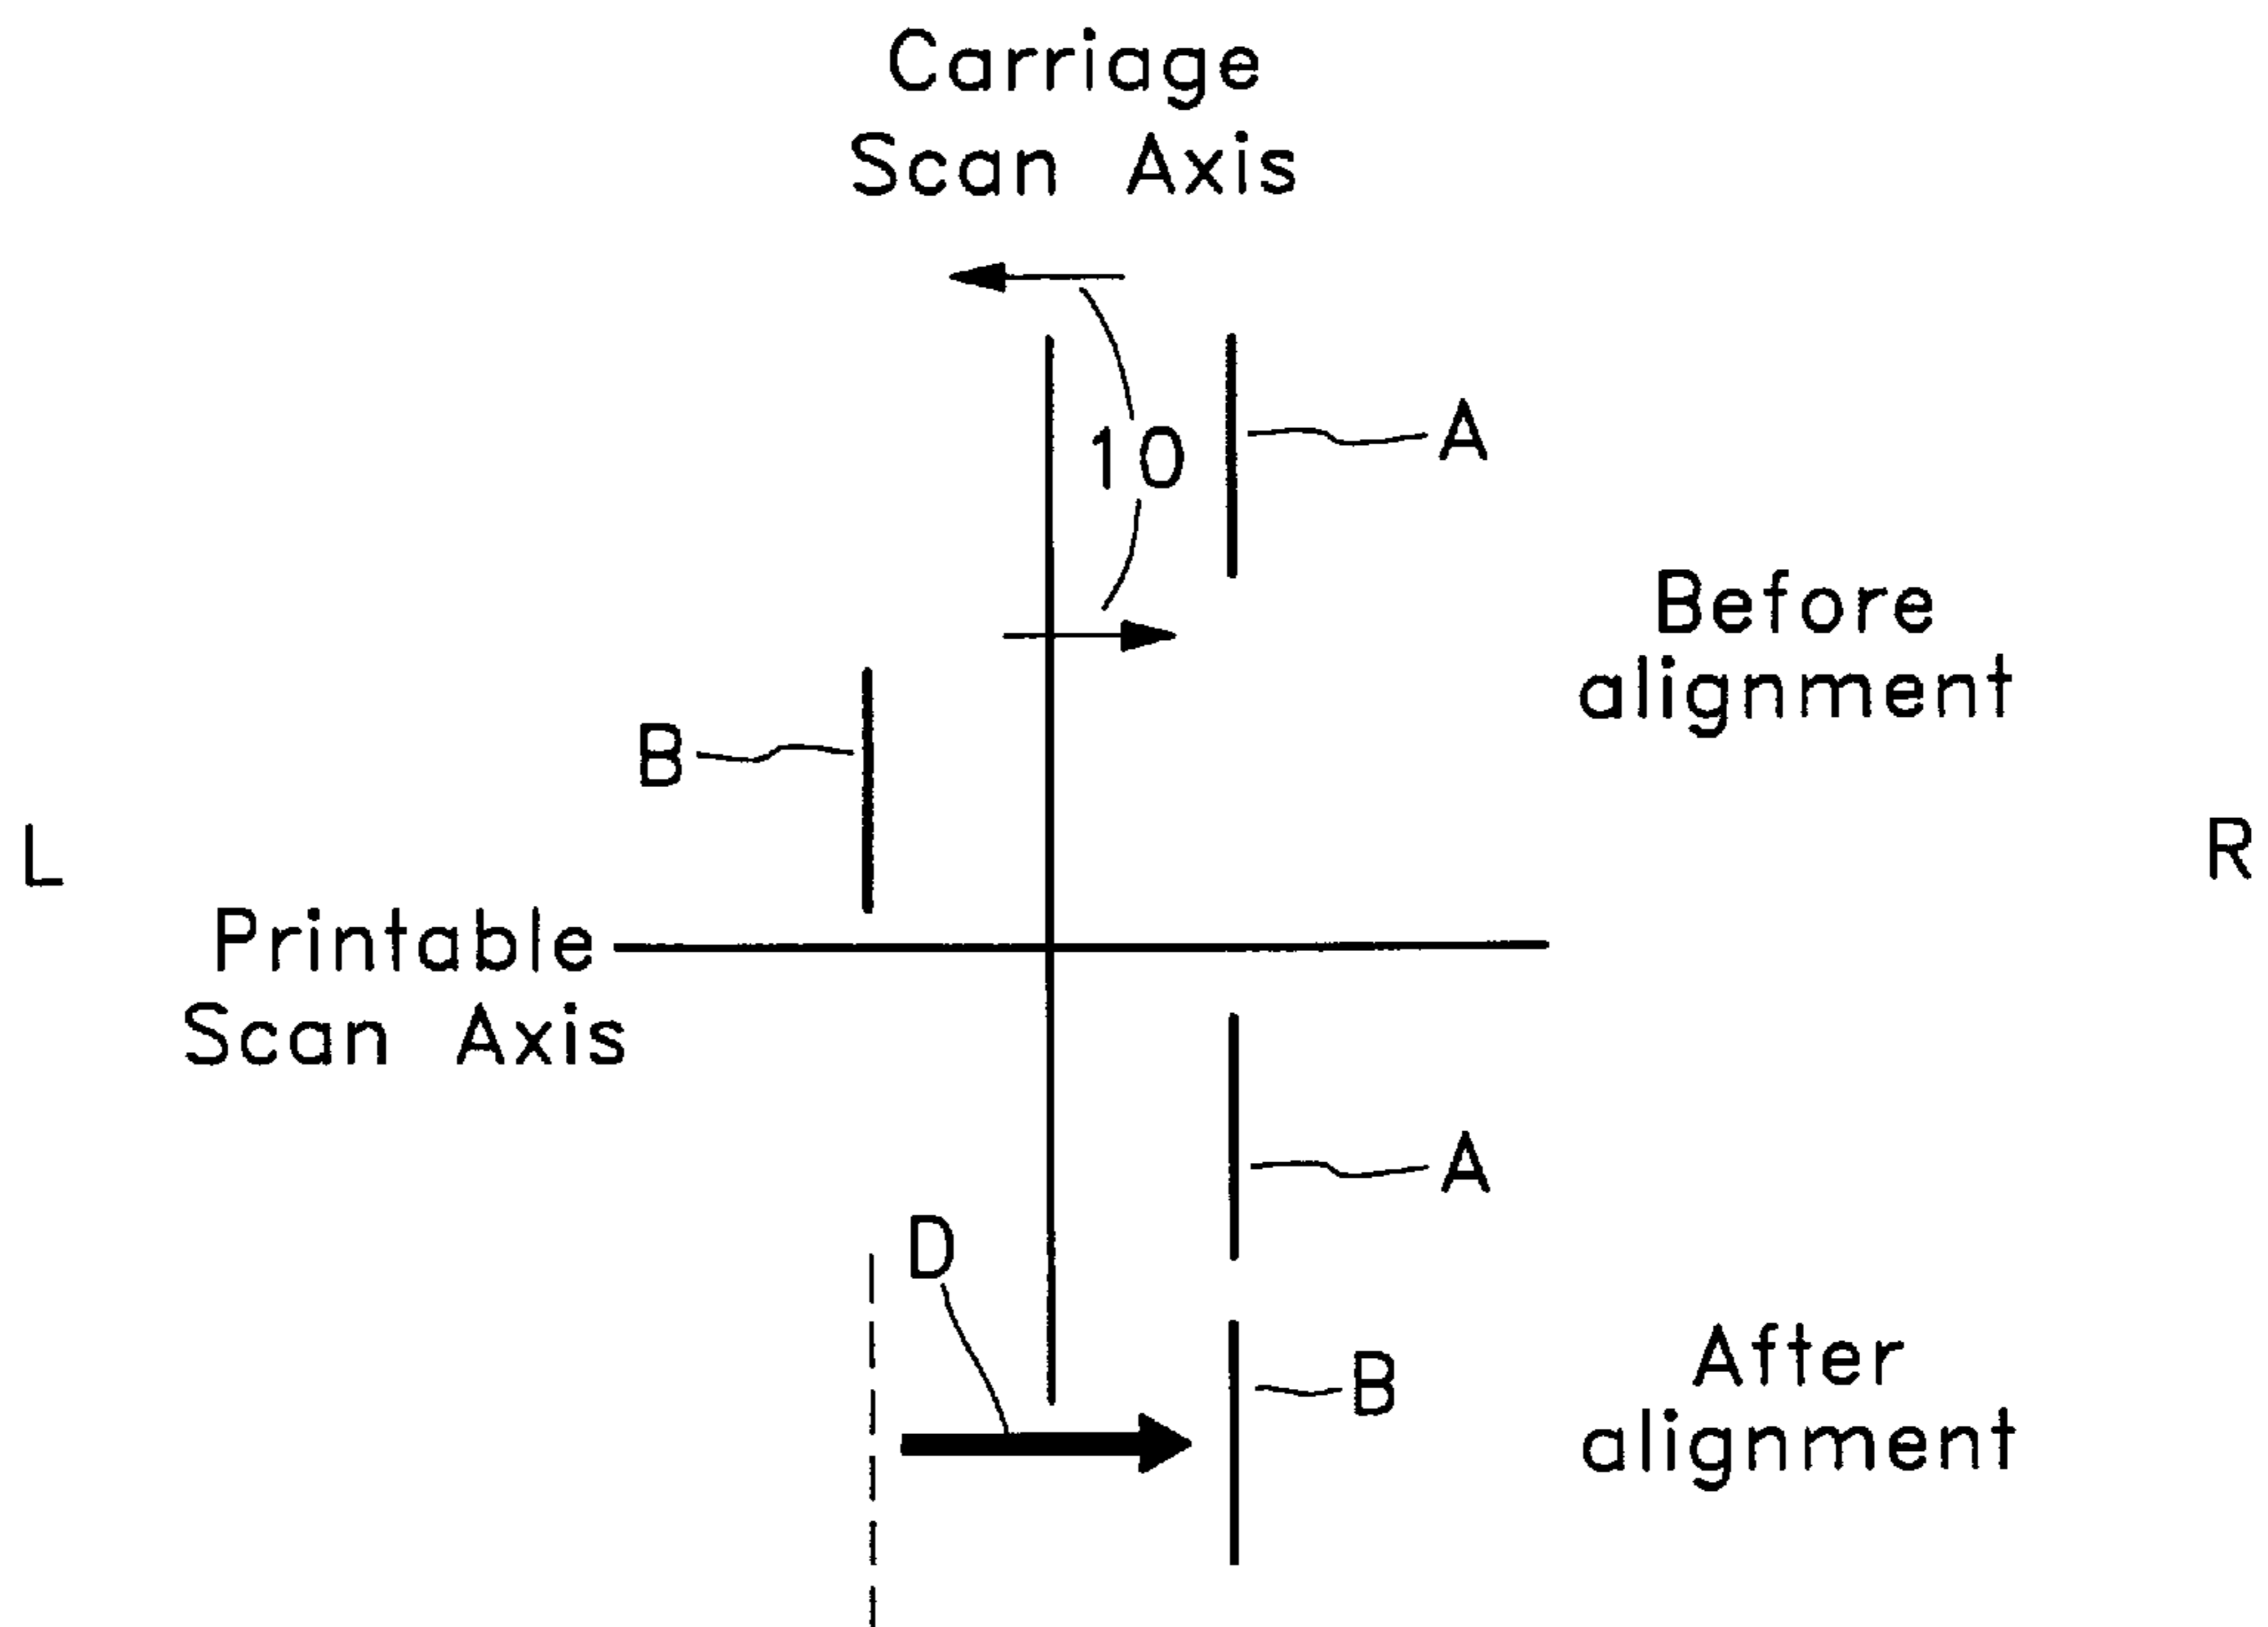 Carriage
Scan Axis
10
A
Before
alignment
B
L
R
Printable
Scan Axis
A
D
After
alignment
B